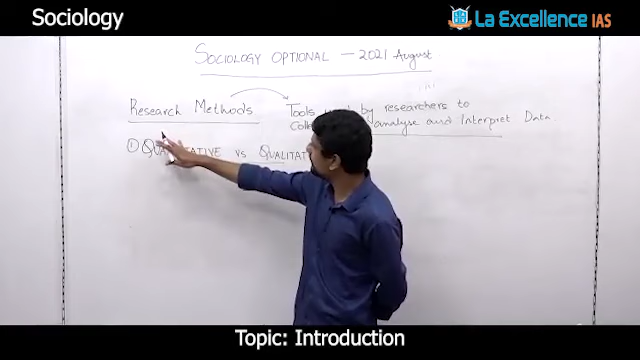 Sociology
La Excellence IAS
SOCIOLOGY OPTIONAL — 2021 August
Research Methods
Tools by researchers to
analyse and Interpret Data.
① vs
Topic: Introduction